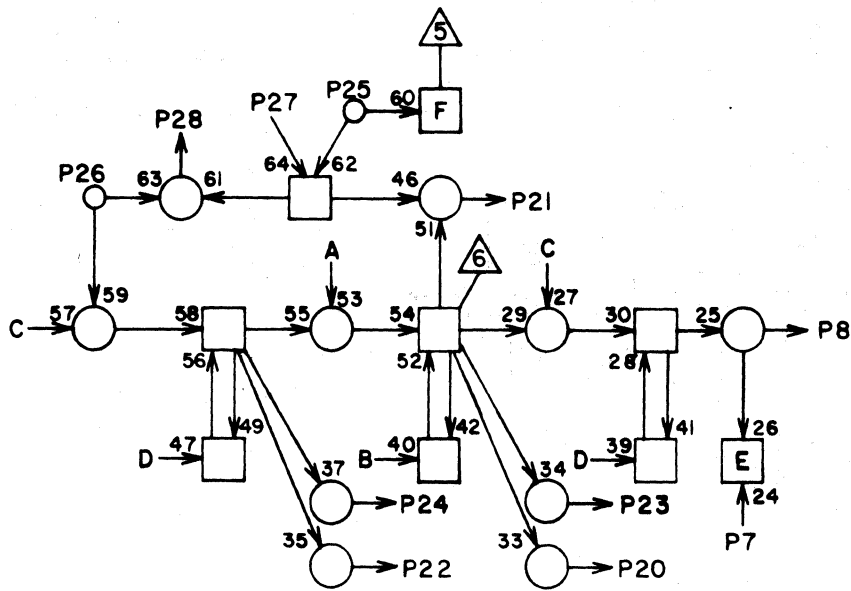 5
P25 60 F
P27
P28
P26 63 61 64 62 46 P21
51
A 6 C
59 53 27
C 57 58 55 54 29 30 25 P8
56 52 28
49 42 41 26
D 47 B 40 D 39 E
37 34 24
P24 P23
P7
35 33
P22 P20